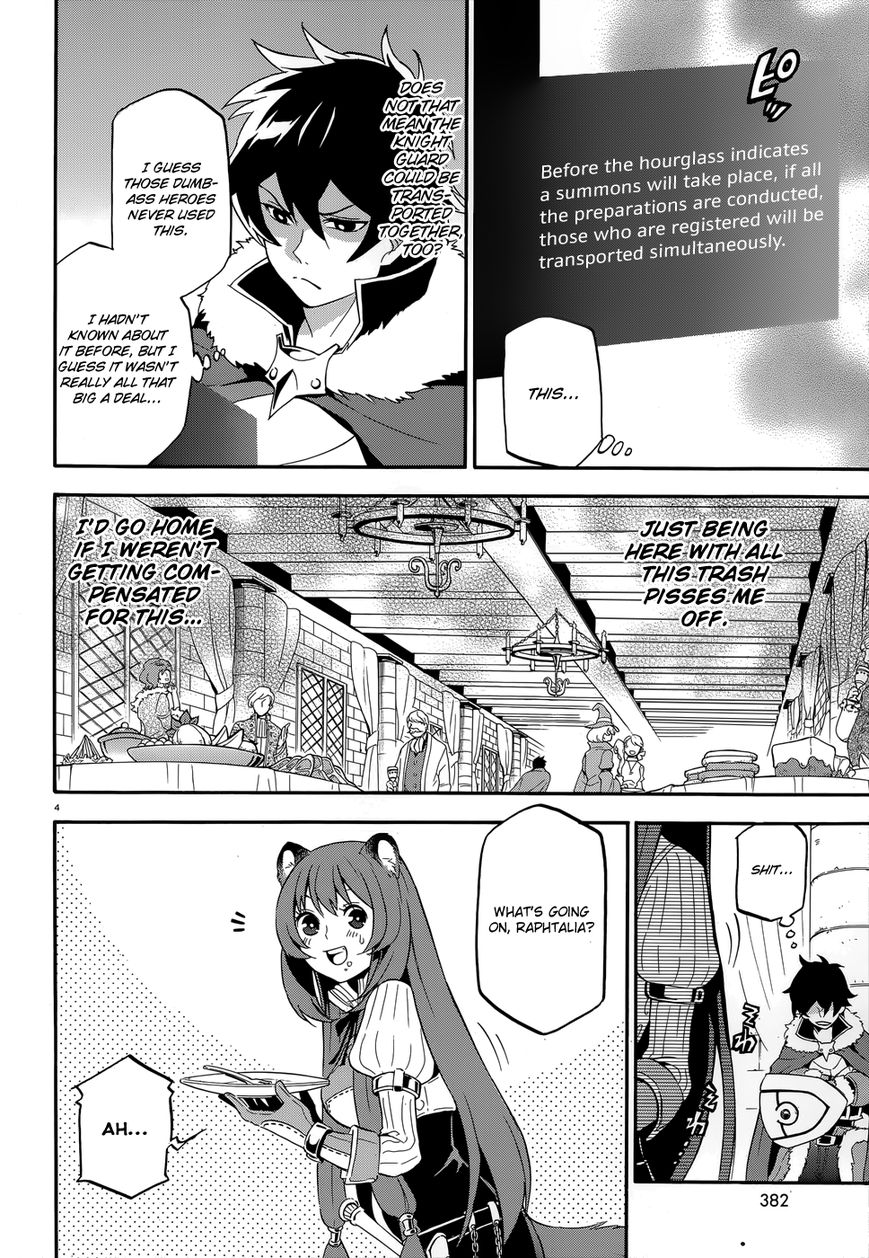 ピッ
Before the hourglass indicates
a summons will take place, if all
the preparations are conducted,
those who are registered will be
transported simultaneously.
THIS...
DOES
NOT THAT
MEAN THE
KNIGHT
GUARD
COULD BE
TRANS-
PORTED
TOGETHER,
TOO?
I GUESS
THOSE DUMB-
ASS HEROES
NEVER USED
THIS.
I HADN'T
KNOWN ABOUT
IT BEFORE, BUT I
GUESS IT WASN'T
REALLY ALL THAT
BIG A DEAL...
JUST BEING
HERE WITH ALL
THIS TRASH
PISSES ME
OFF.
I'D GO HOME
IF I WEREN'T
GETTING COM-
PENSATED
FOR THIS...
4
SHIT...
WHAT'S GOING
ON, RAPHTALIA?
AH...
382